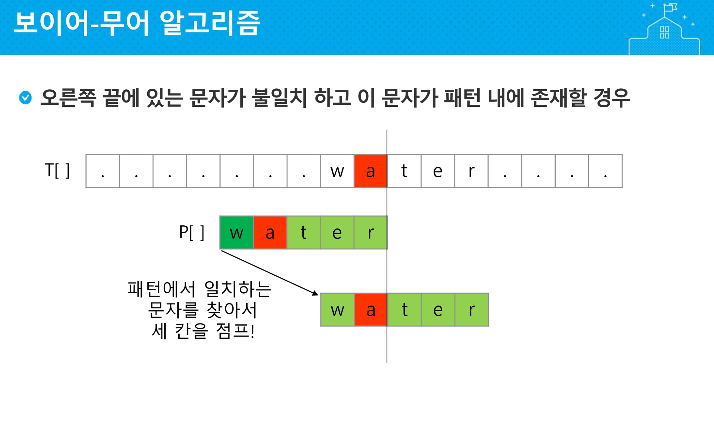 보이어-무어 알고리즘
오른쪽 끝에 있는 문자가 불일치 하고 이 문자가 패턴 내에 존재할 경우
T[ ] . . . . . . . w a t e r . . . .
P[ ] w a t e r
패턴에서 일치하는
문자를 찾아서
세 칸을 점프!
w a t e r